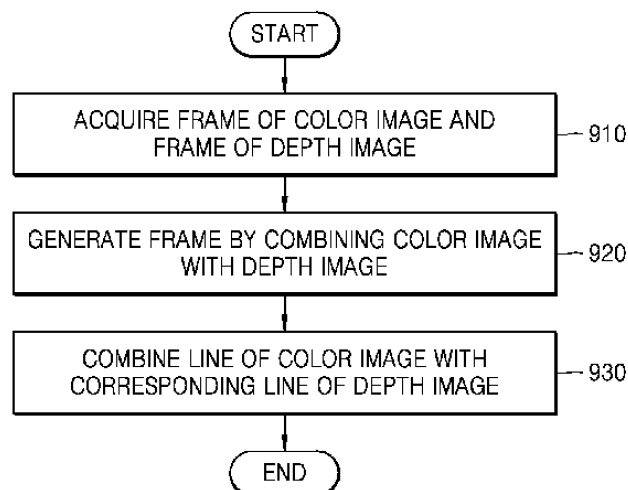 START
ACQUIRE FRAME OF COLOR IMAGE AND
FRAME OF DEPTH IMAGE
910
GENERATE FRAME BY COMBINING COLOR IMAGE
WITH DEPTH IMAGE
920
COMBINE LINE OF COLOR IMAGE WITH
CORRESPONDING LINE OF DEPTH IMAGE
930
END